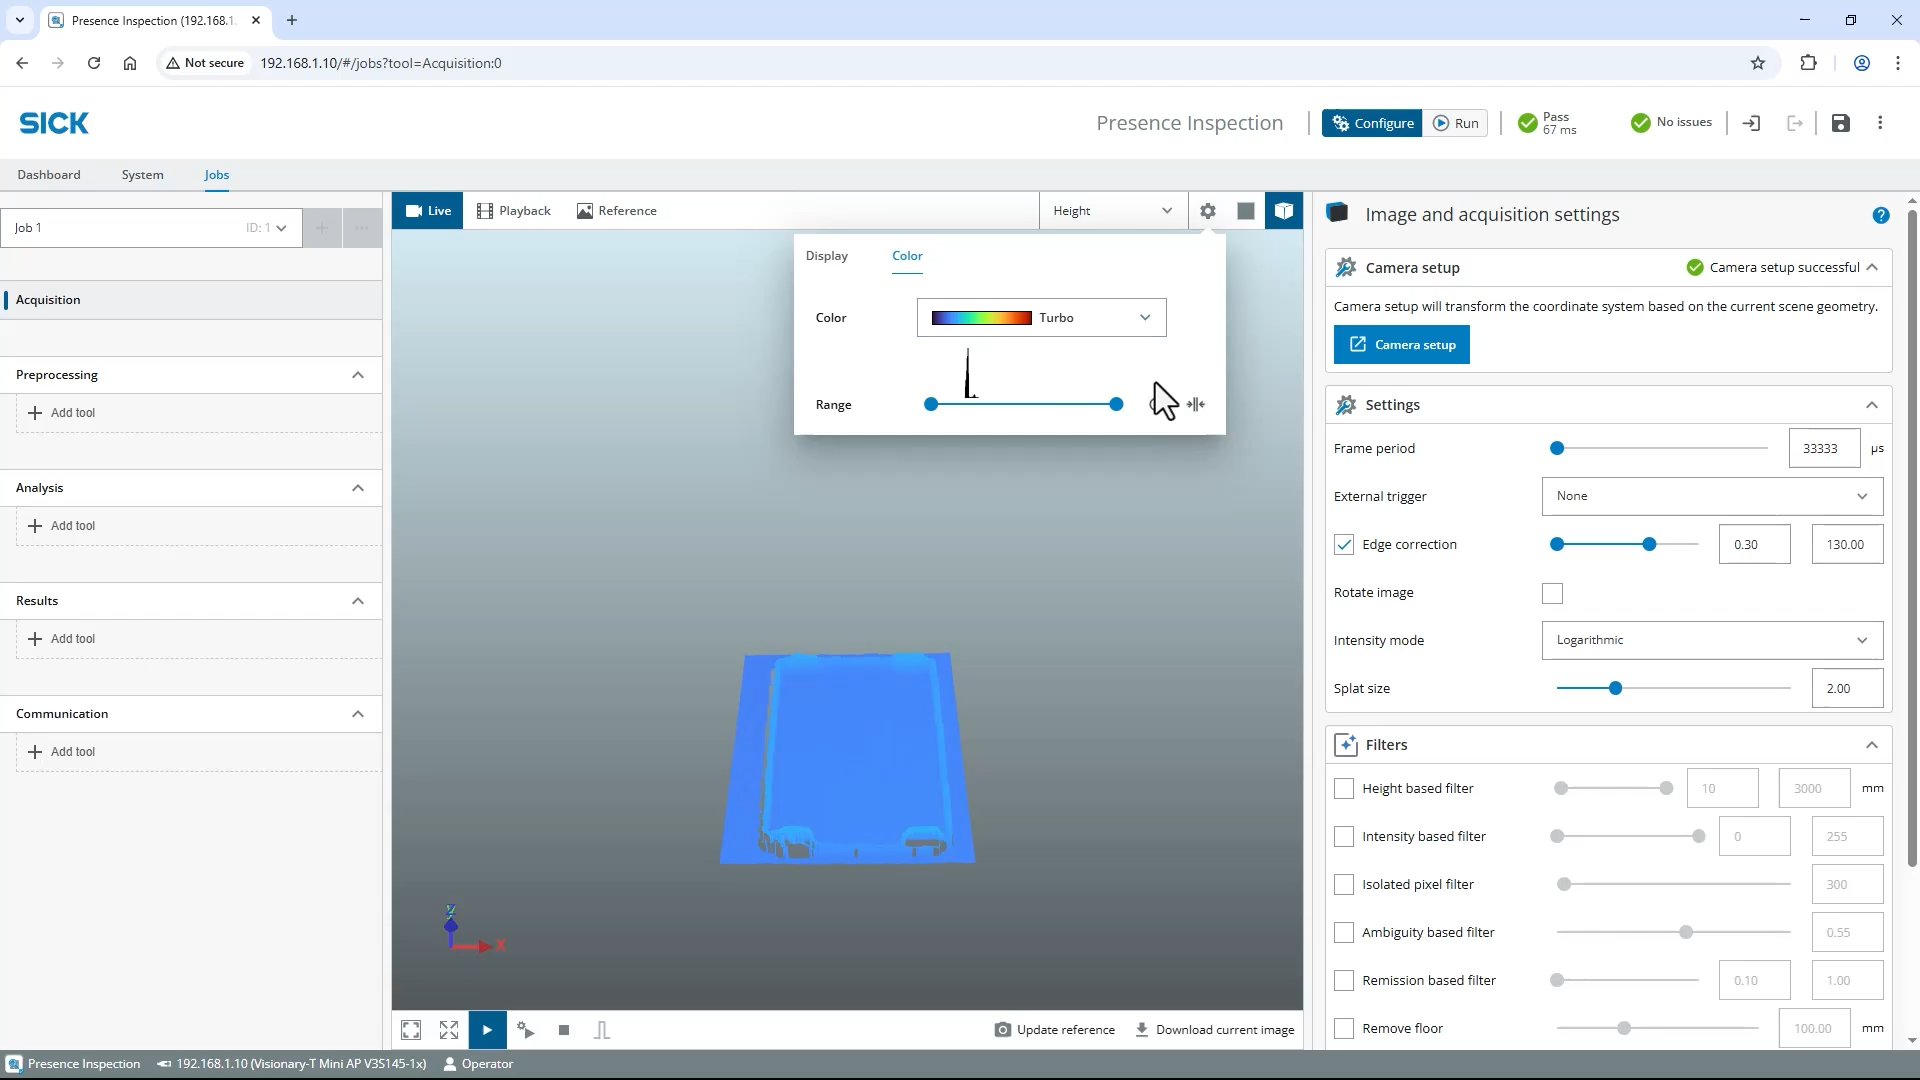 Presence Inspection (192.168.1.
Not secure
192.168.1.10/#/jobs?tool=Acquisition:0
SICK
Presence Inspection
Configure
Run
Pass
67 ms
No issues
Dashboard
System
Jobs
Job 1
ID: 1
Live
Playback
Reference
Height
Image and acquisition settings
Acquisition
Preprocessing
Add tool
Analysis
Add tool
Results
Add tool
Communication
Add tool
Display
Color
Color
Turbo
Range
Z
X
Update reference
Download current image
Camera setup
Camera setup successful
Camera setup will transform the coordinate system based on the current scene geometry.
Camera setup
Settings
Frame period
33333
µs
External trigger
None
Edge correction
0.30
130.00
Rotate image
Intensity mode
Logarithmic
Splat size
2.00
Filters
Height based filter
10
3000
mm
Intensity based filter
0
255
Isolated pixel filter
300
Ambiguity based filter
0.55
Remission based filter
0.10
1.00
Remove floor
100.00
mm
Presence Inspection
192.168.1.10 (Visionary-T Mini AP V3S145-1x)
Operator